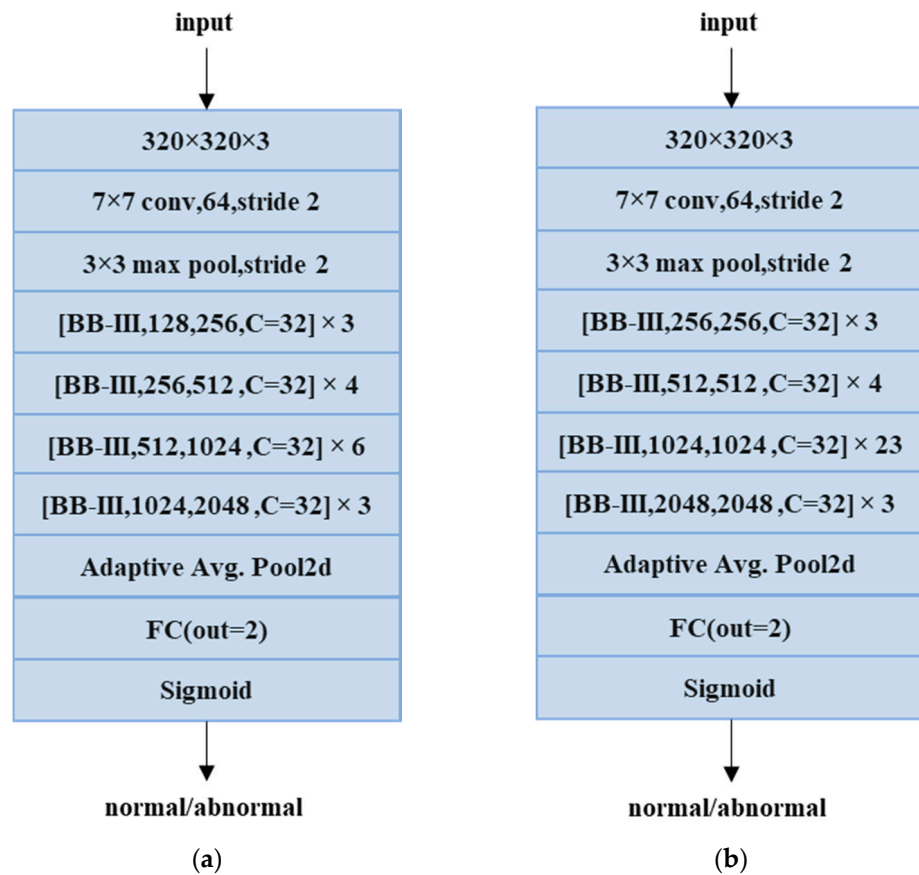 input
320×320×3
7×7 conv,64,stride 2
3×3 max pool,stride 2
[BB-III,128,256,C=32] × 3
[BB-III,256,512 ,C=32] × 4
[BB-III,512,1024 ,C=32] × 6
[BB-III,1024,2048 ,C=32] × 3
Adaptive Avg. Pool2d
FC(out=2)
Sigmoid
normal/abnormal
(a)
input
320×320×3
7×7 conv,64,stride 2
3×3 max pool,stride 2
[BB-III,256,256,C=32] × 3
[BB-III,512,512 ,C=32] × 4
[BB-III,1024,1024 ,C=32] × 23
[BB-III,2048,2048 ,C=32] × 3
Adaptive Avg. Pool2d
FC(out=2)
Sigmoid
normal/abnormal
(b)